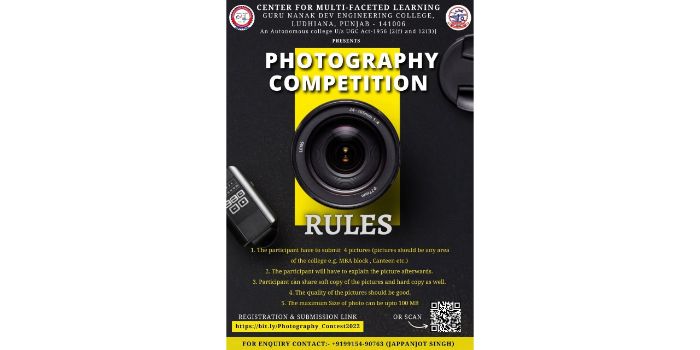 CENTER FOR MULTI-FACETED LEARNING
GURU NANAK DEV ENGINEERING COLLEGE,
LUDHIANA, PUNJAB - 141006
An Autonomous college U/s UGC Act-1956 [2(f) and 12(B)]
PRESENTS
PHOTOGRAPHY
COMPETITION
LENS
RULES
1. The participant have to submit 4 pictures (pictures should be any area
of the college e.g. MBA block , Canteen etc.)
2. The participant will have to explain the picture afterwards.
3. Participant can share soft copy of the pictures and hard copy as well.
4. The quality of the pictures should be good.
5. The maximum Size of photo can be upto 100 MB
REGISTRATION & SUBMISSION LINK
OR SCAN
https://bit.ly/Photography_Contest2022
FOR ENQUIRY CONTACT:- +9199154-90763 (JAPPANJOT SINGH)